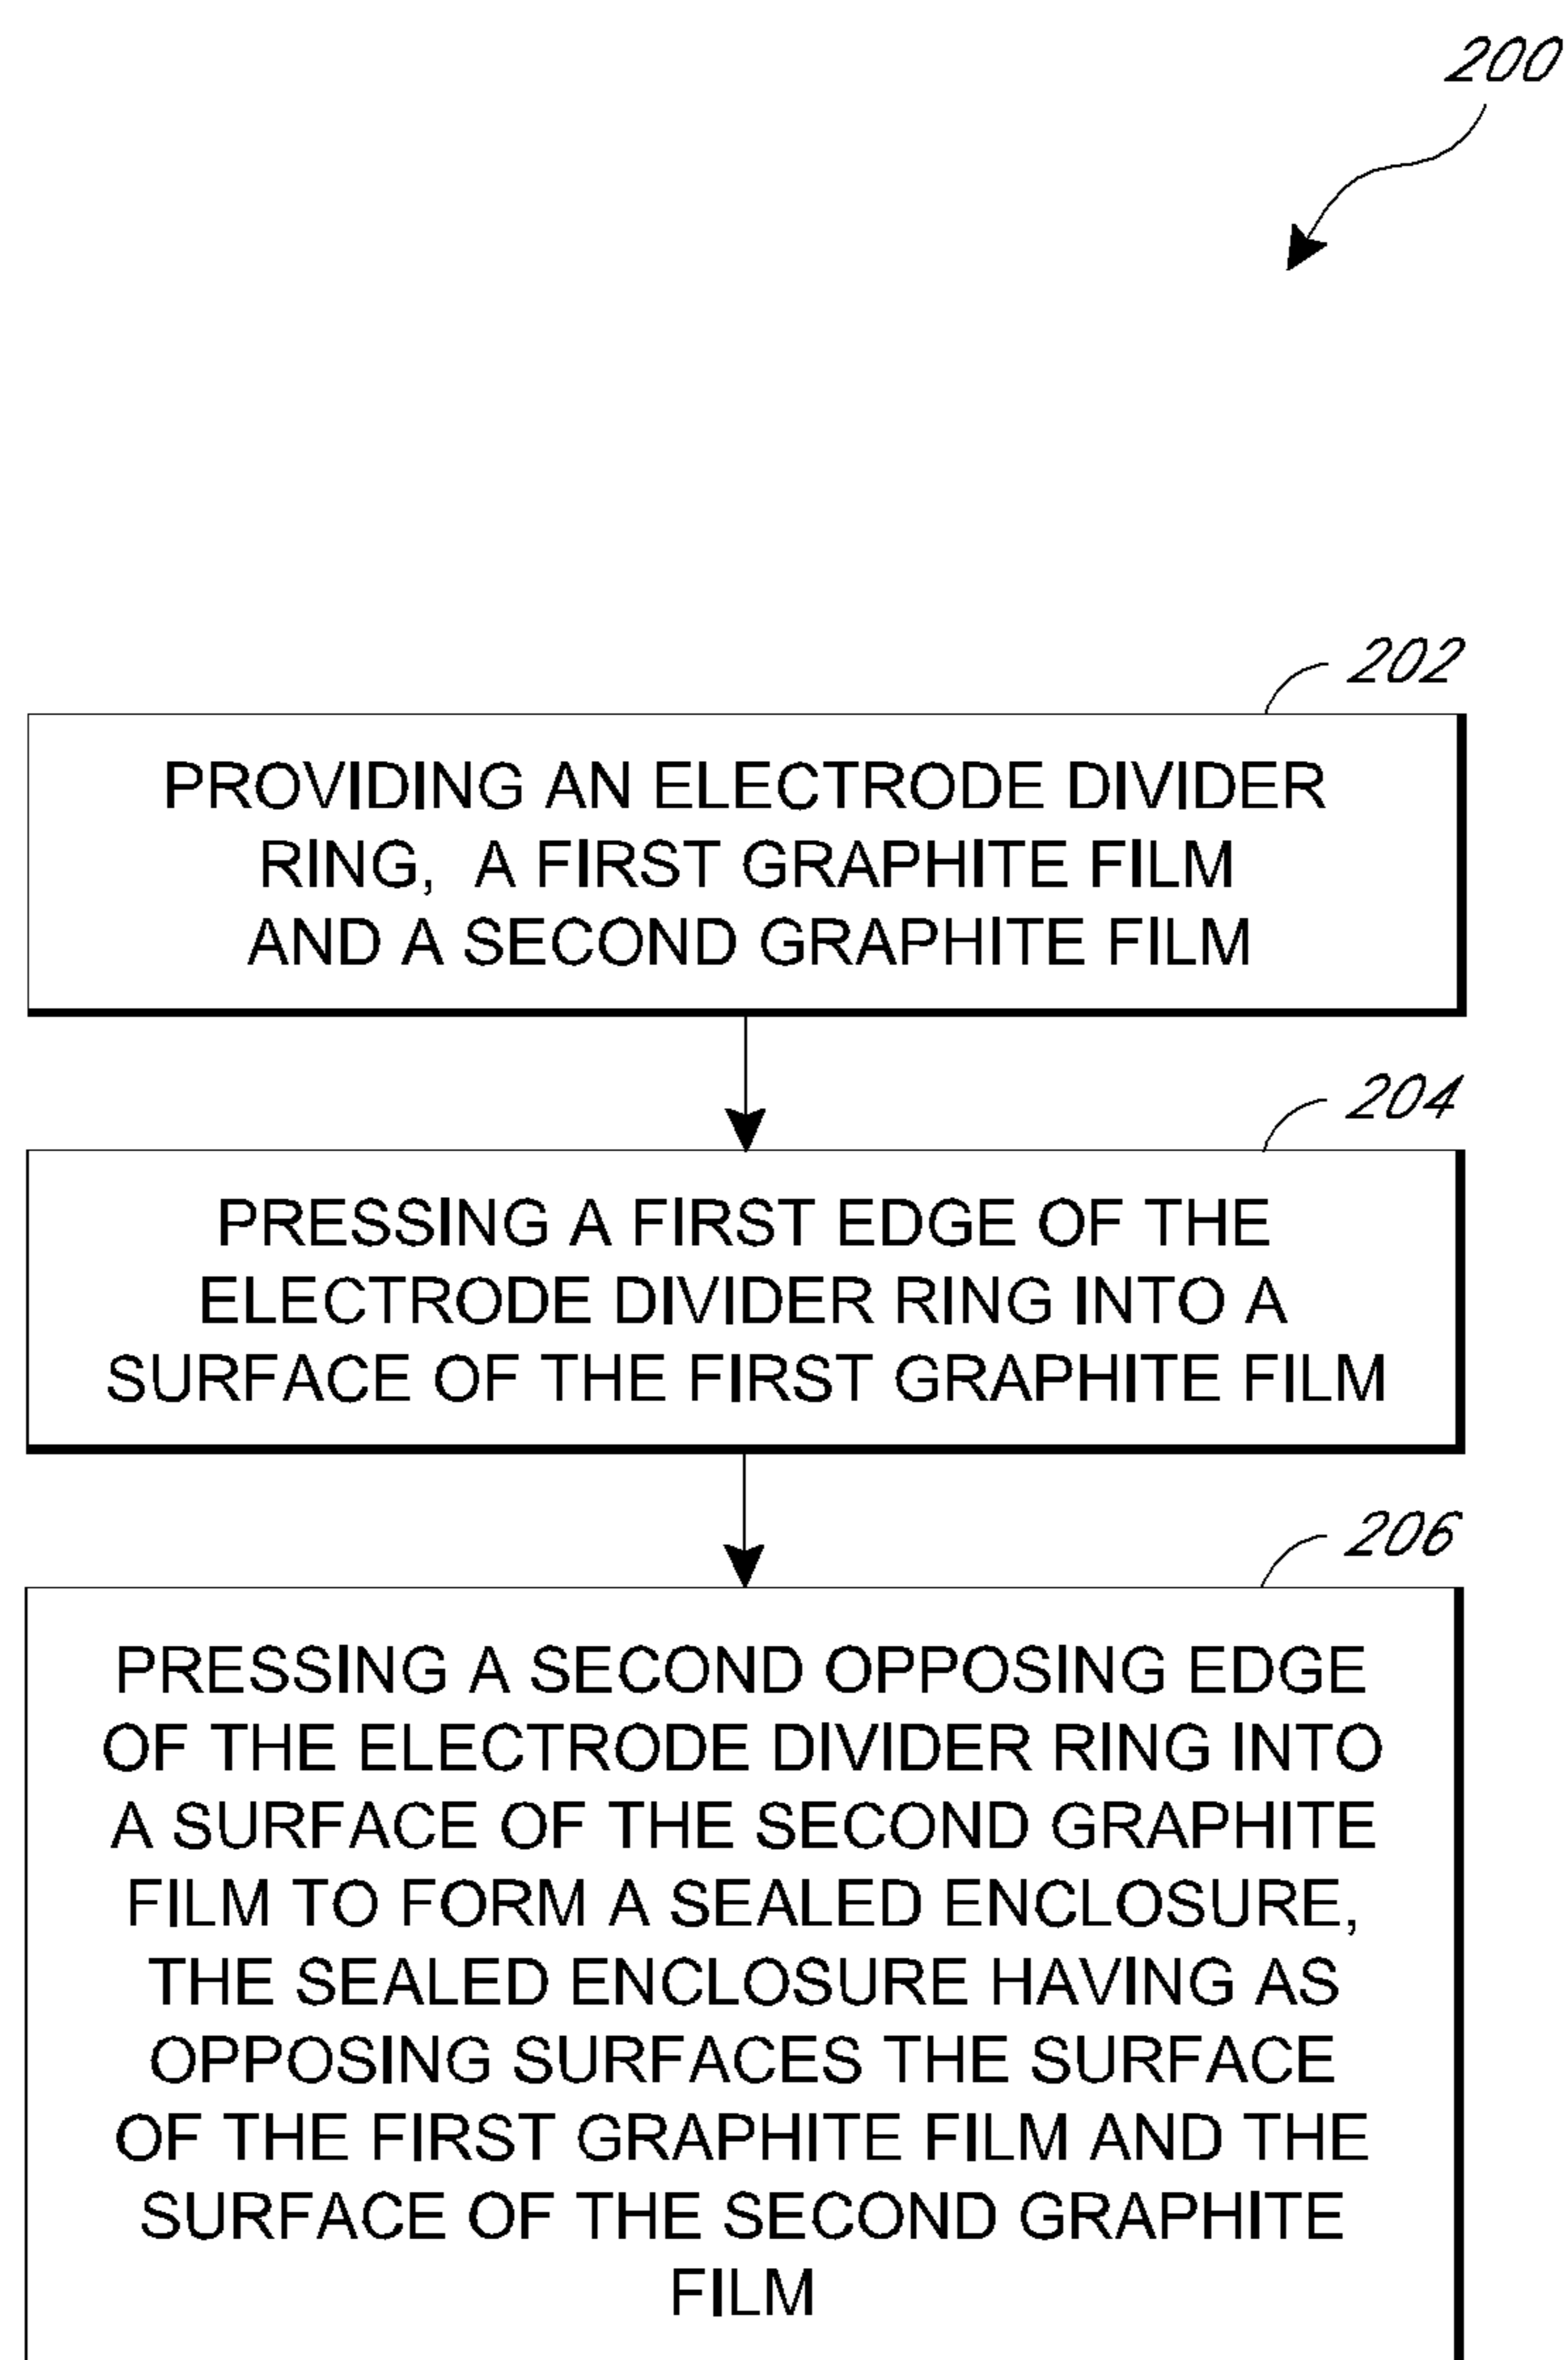 200
202
PROVIDING AN ELECTRODE DIVIDER
RING, A FIRST GRAPHITE FILM
AND A SECOND GRAPHITE FILM
204
PRESSING A FIRST EDGE OF THE
ELECTRODE DIVIDER RING INTO A
SURFACE OF THE FIRST GRAPHITE FILM
206
PRESSING A SECOND OPPOSING EDGE
OF THE ELECTRODE DIVIDER RING INTO
A SURFACE OF THE SECOND GRAPHITE
FILM TO FORM A SEALED ENCLOSURE,
THE SEALED ENCLOSURE HAVING AS
OPPOSING SURFACES THE SURFACE
OF THE FIRST GRAPHITE FILM AND THE
SURFACE OF THE SECOND GRAPHITE
FILM